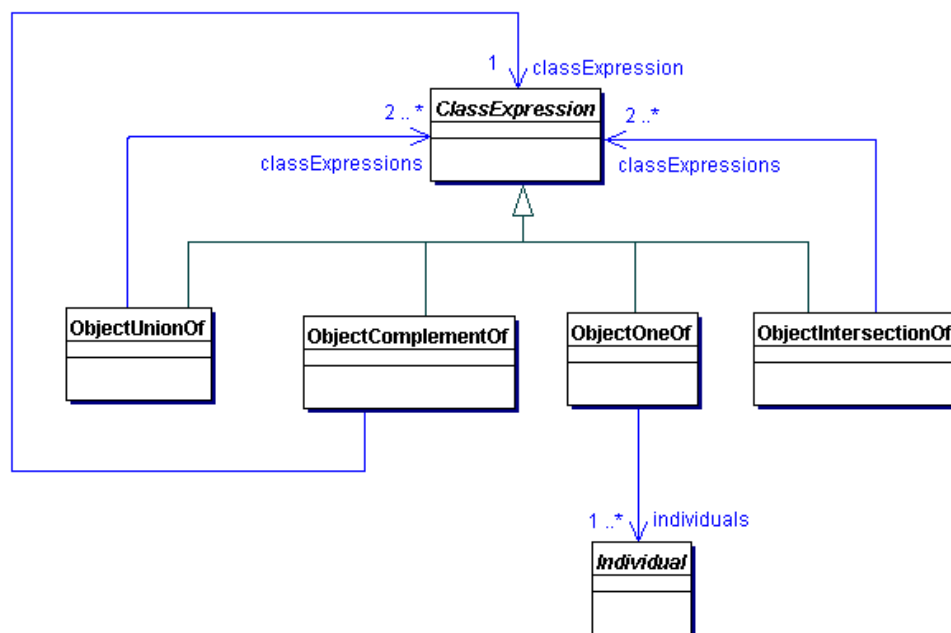 1 classExpression
ClassExpression
2 ..* 2 ..*
classExpressions classExpressions
ObjectUnionOf ObjectComplementOf ObjectOneOf ObjectIntersectionOf
1 ..* individuals
Individual